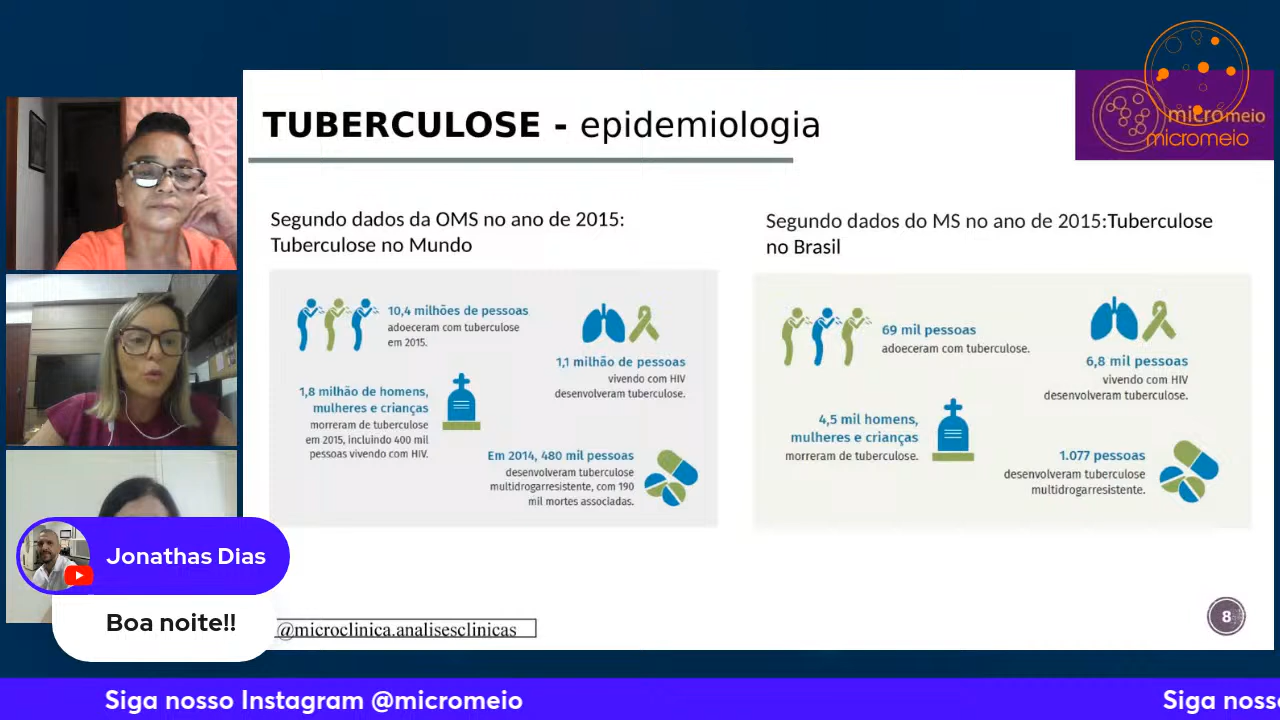 TUBERCULOSE - epidemiologia
micromeio
micromeio
Segundo dados da OMS no ano de 2015:
Tuberculose no Mundo
10,4 milhões de pessoas
adoeceram com tuberculose
em 2015.
1,1 milhão de pessoas
vivendo com HIV
desenvolveram tuberculose.
1,8 milhão de homens,
mulheres e crianças
morreram de tuberculose
em 2015, incluindo 400 mil
pessoas vivendo com HIV.
Em 2014, 480 mil pessoas
desenvolveram tuberculose
multidrogarresistente, com 190
mil mortes associadas.
Segundo dados do MS no ano de 2015:Tuberculose
no Brasil
69 mil pessoas
adoeceram com tuberculose.
6,8 mil pessoas
vivendo com HIV
desenvolveram tuberculose.
4,5 mil homens,
mulheres e crianças
morreram de tuberculose.
1.077 pessoas
desenvolveram tuberculose
multidrogarresistente.
Jonathas Dias
Boa noite!!
@microclinica.analisesclinicas
8
Siga nosso Instagram @micromeio
Siga noss